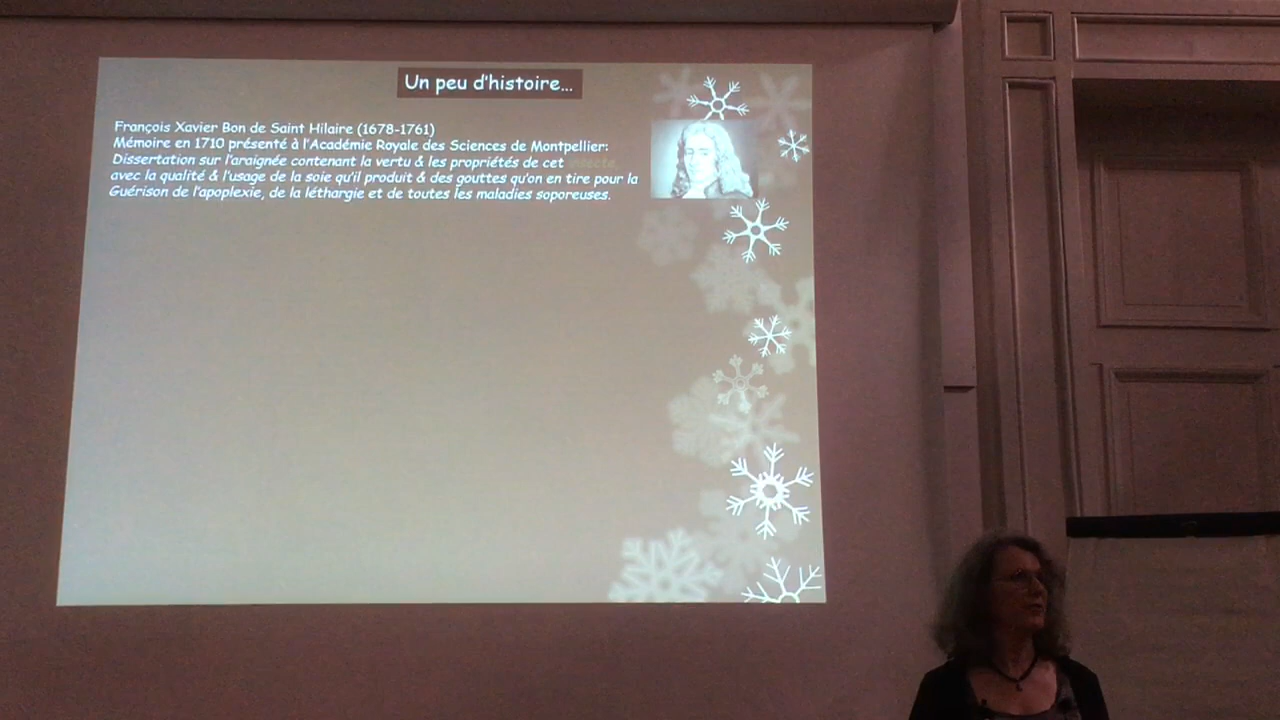 Un peu d'histoire...
François Xavier Bon de Saint Hilaire (1678-1761)
Mémoire en 1710 présenté à l'Académie Royale des Sciences de Montpellier:
Dissertation sur l'araignée contenant la vertu & les propriétés de cet insecte,
avec la qualité & l'usage de la soie qu'il produit & des gouttes qu'on en tire pour la
Guérison de l'apoplexie, de la léthargie et de toutes les maladies soporeuses.